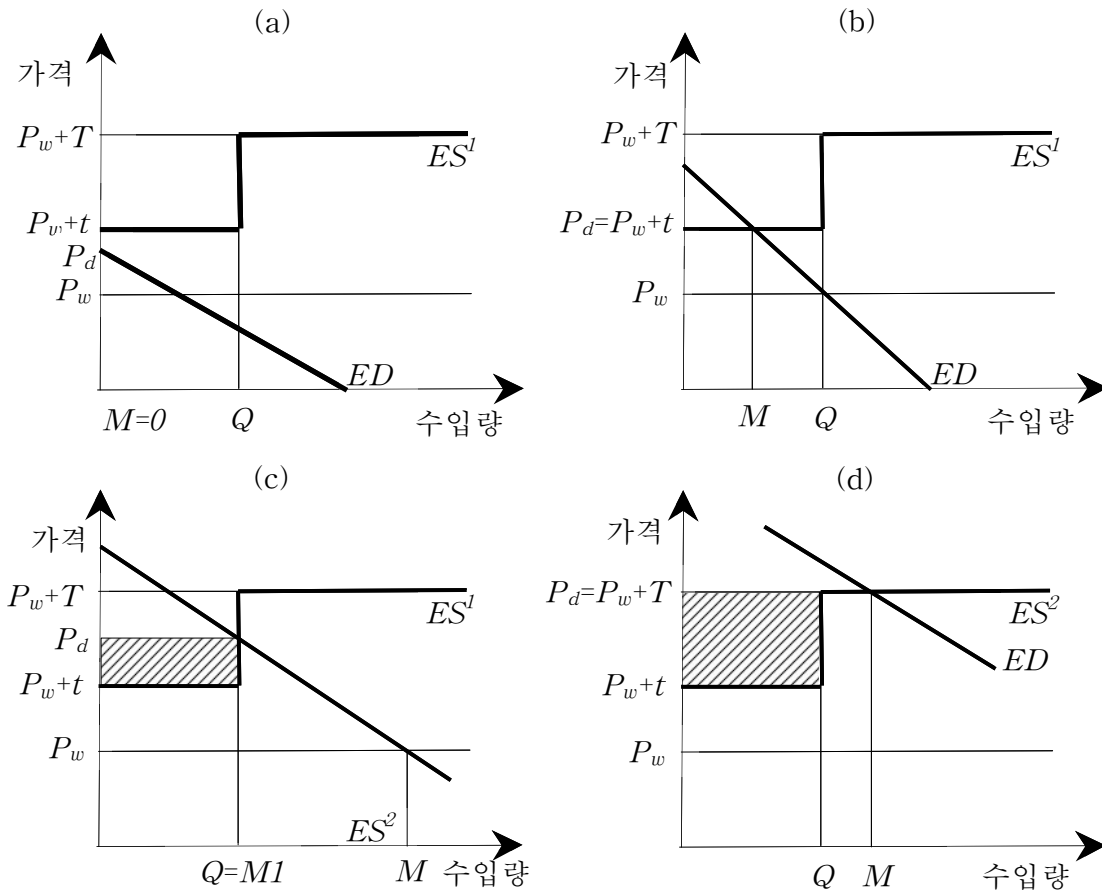 (a)
가격
P_w+T
ES^1
P_w+t
P_d
P_w
ED
M=0
Q
수입량
(b)
가격
P_w+T
ES^1
P_d=P_w+t
P_w
ED
M
Q
수입량
(c)
가격
P_w+T
ES^1
P_d
P_w+t
P_w
ES^2
Q=M1
M
수입량
(d)
가격
P_d=P_w+T
ES^2
ED
P_w+t
P_w
Q
M
수입량